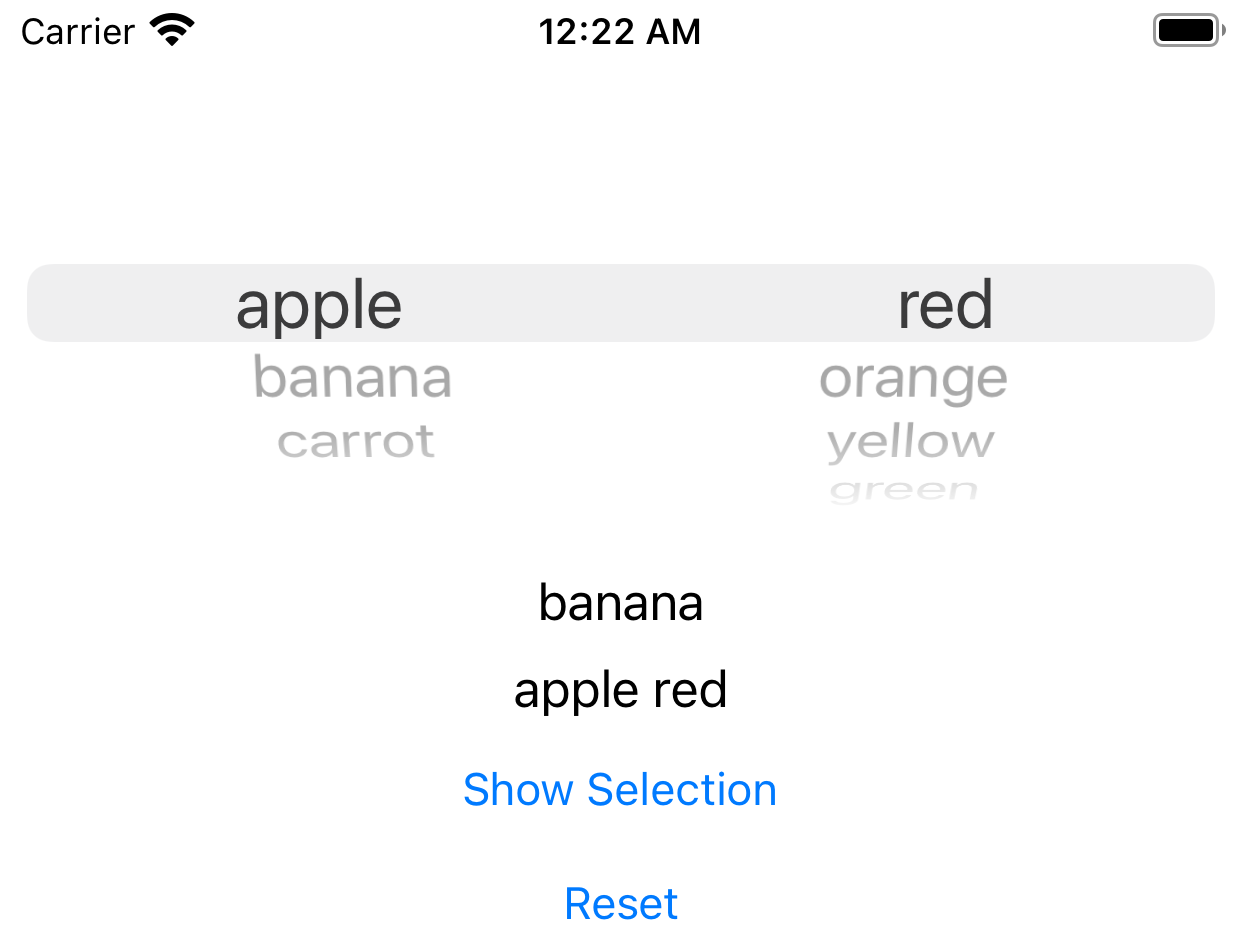 Carrier 12:22 AM
apple red
banana orange
carrot yellow
green
banana
apple red
Show Selection
Reset